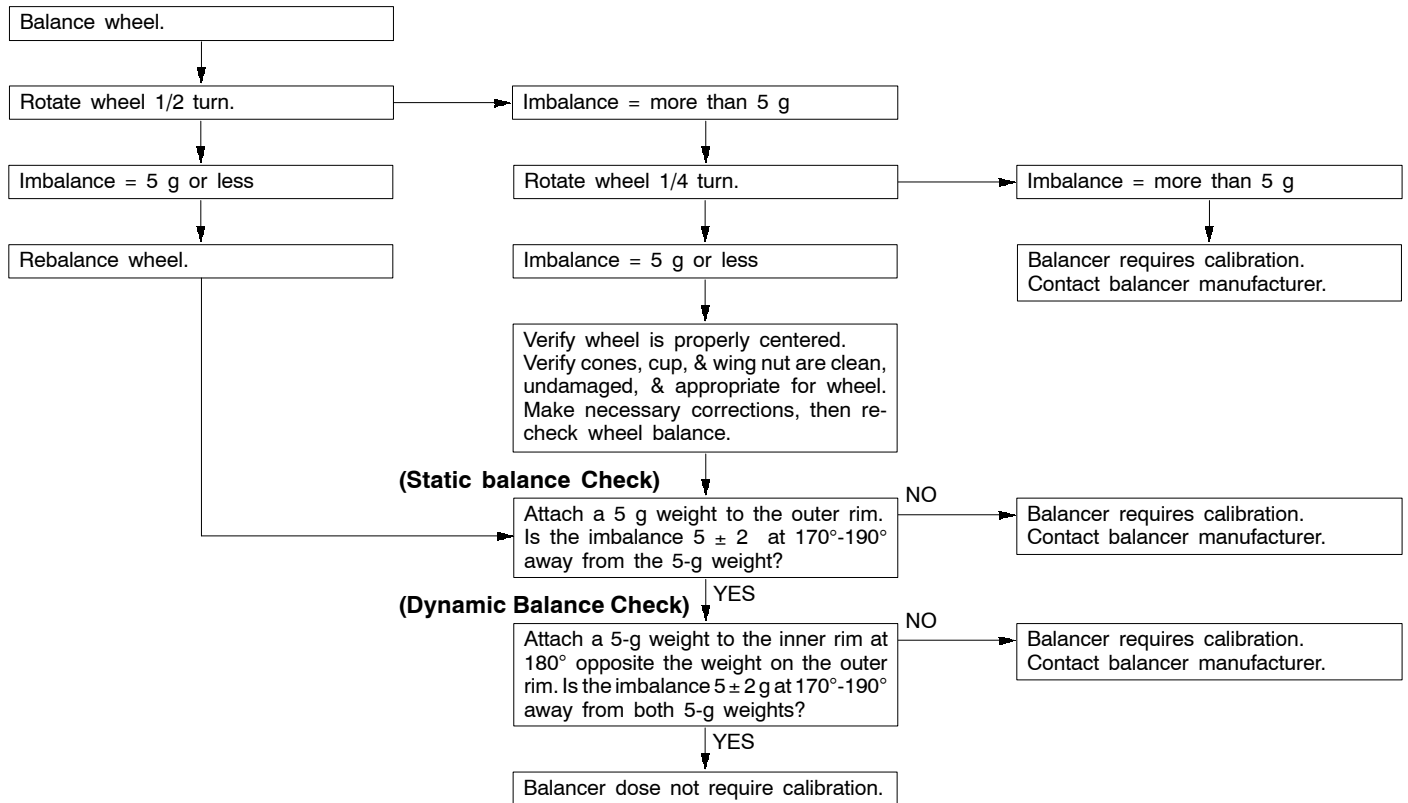 Balance wheel.
Rotate wheel 1/2 turn.
Imbalance = more than 5 g
Imbalance = 5 g or less
Rotate wheel 1/4 turn.
Imbalance = more than 5 g
Rebalance wheel.
Imbalance = 5 g or less
Balancer requires calibration.
Contact balancer manufacturer.
Verify wheel is properly centered.
Verify cones, cup, & wing nut are clean,
undamaged, & appropriate for wheel.
Make necessary corrections, then re-
check wheel balance.
(Static balance Check)
Attach a 5 g weight to the outer rim.
Is the imbalance 5 ± 2 at 170°-190°
away from the 5-g weight?
NO
Balancer requires calibration.
Contact balancer manufacturer.
YES
(Dynamic Balance Check)
Attach a 5-g weight to the inner rim at
180° opposite the weight on the outer
rim. Is the imbalance 5 ± 2 g at 170°-190°
away from both 5-g weights?
NO
Balancer requires calibration.
Contact balancer manufacturer.
YES
Balancer dose not require calibration.